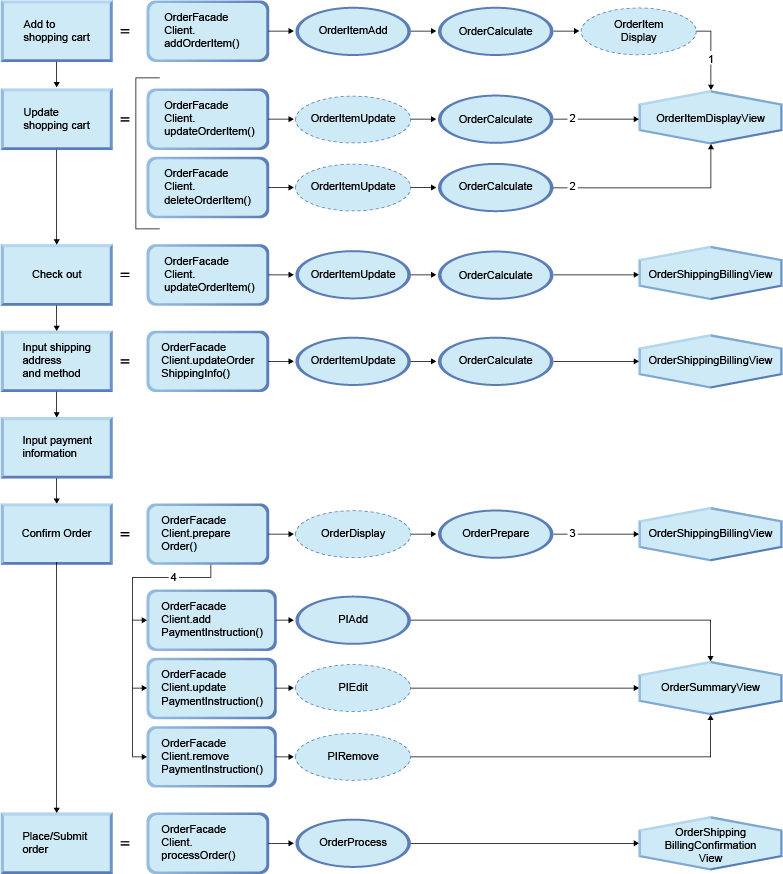 Add to
shopping cart
=
OrderFacade
Client.
addOrderItem()
OrderItemAdd
OrderCalculate
OrderItem
Display
1
Update
shopping cart
=
OrderFacade
Client.
updateOrderItem()
OrderItemUpdate
OrderCalculate
2
OrderItemDisplayView
OrderFacade
Client.
deleteOrderItem()
OrderItemUpdate
OrderCalculate
2
Check out
=
OrderFacade
Client.
updateOrderItem()
OrderItemUpdate
OrderCalculate
OrderShippingBillingView
Input shipping
address
and method
=
OrderFacade
Client.updateOrder
ShippingInfo()
OrderItemUpdate
OrderCalculate
OrderShippingBillingView
Input payment
information
Confirm Order
=
OrderFacade
Client.prepare
Order()
OrderDisplay
OrderPrepare
3
OrderShippingBillingView
4
OrderFacade
Client.add
PaymentInstruction()
PIAdd
OrderFacade
Client.update
PaymentInstruction()
PIEdit
OrderSummaryView
OrderFacade
Client.remove
PaymentInstruction()
PIRemove
Place/Submit
order
=
OrderFacade
Client.
processOrder()
OrderProcess
OrderShipping
BillingConfirmation
View